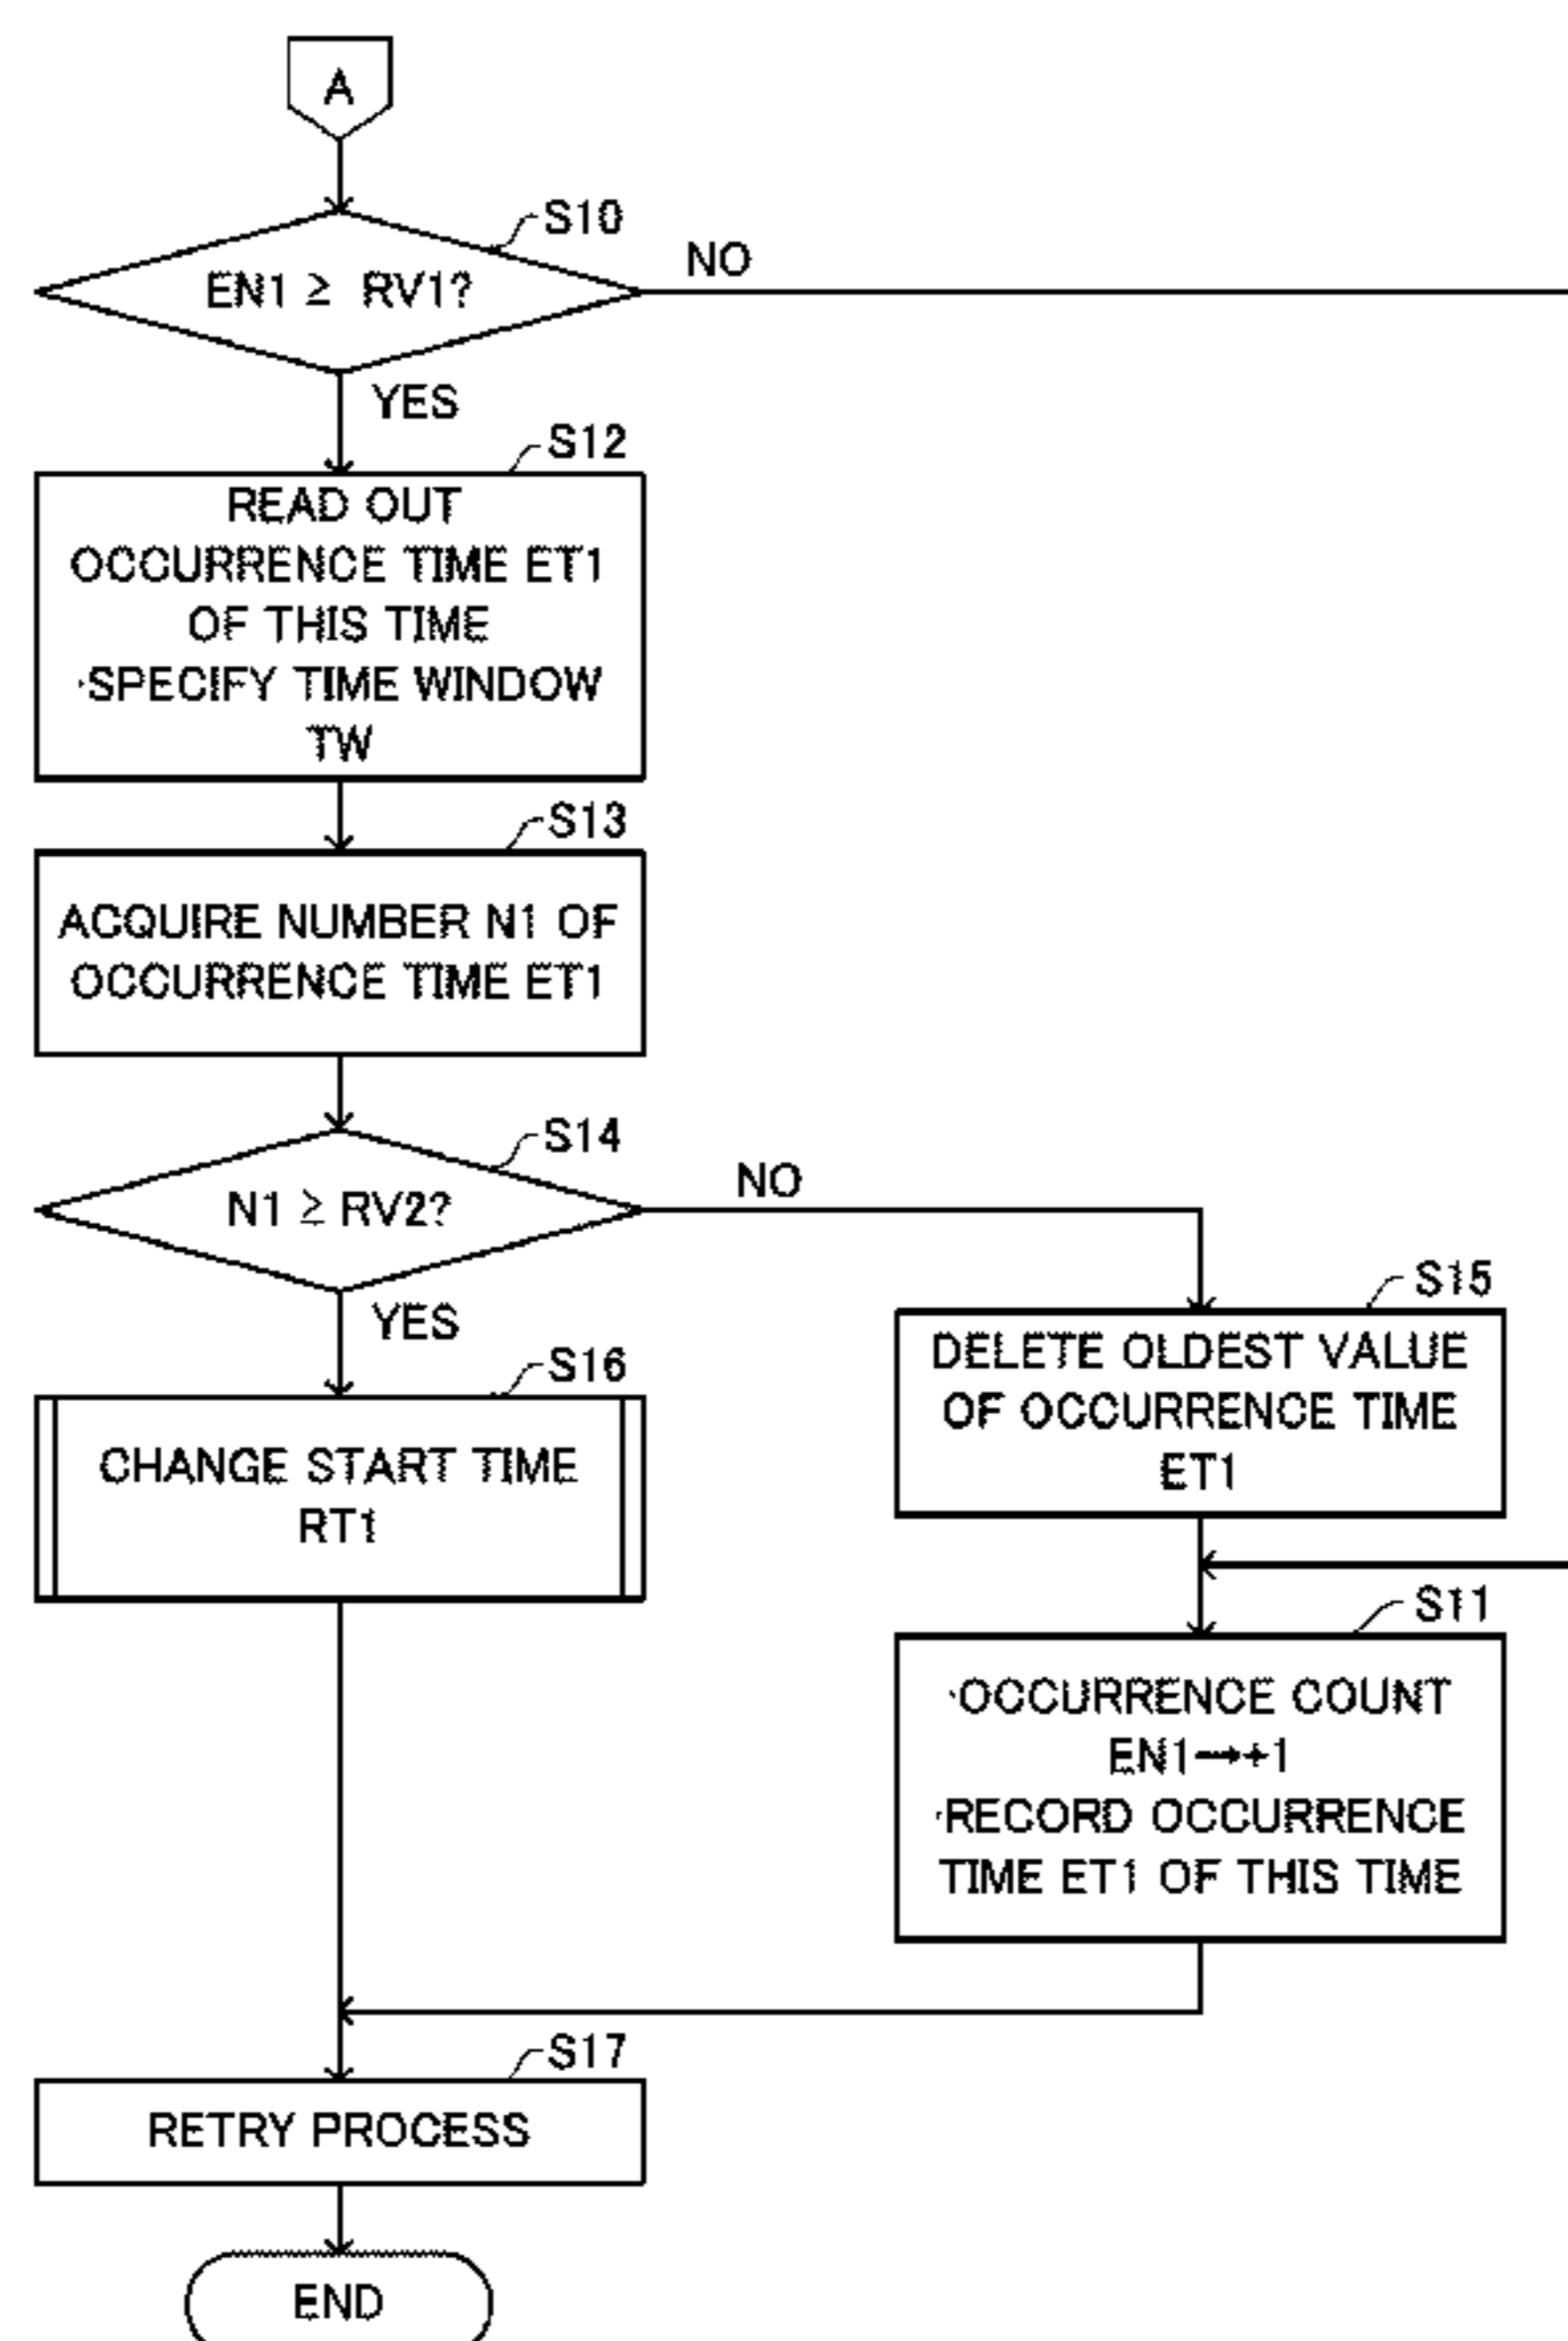 A
S10
EN1 ≥ RV1?
NO
YES
S12
READ OUT
OCCURRENCE TIME ET1
OF THIS TIME
·SPECIFY TIME WINDOW
TW
S13
ACQUIRE NUMBER N1 OF
OCCURRENCE TIME ET1
S14
N1 ≥ RV2?
NO
YES
S15
DELETE OLDEST VALUE
OF OCCURRENCE TIME
ET1
S16
CHANGE START TIME
RT1
S11
·OCCURRENCE COUNT
EN1→+1
·RECORD OCCURRENCE
TIME ET1 OF THIS TIME
S17
RETRY PROCESS
END